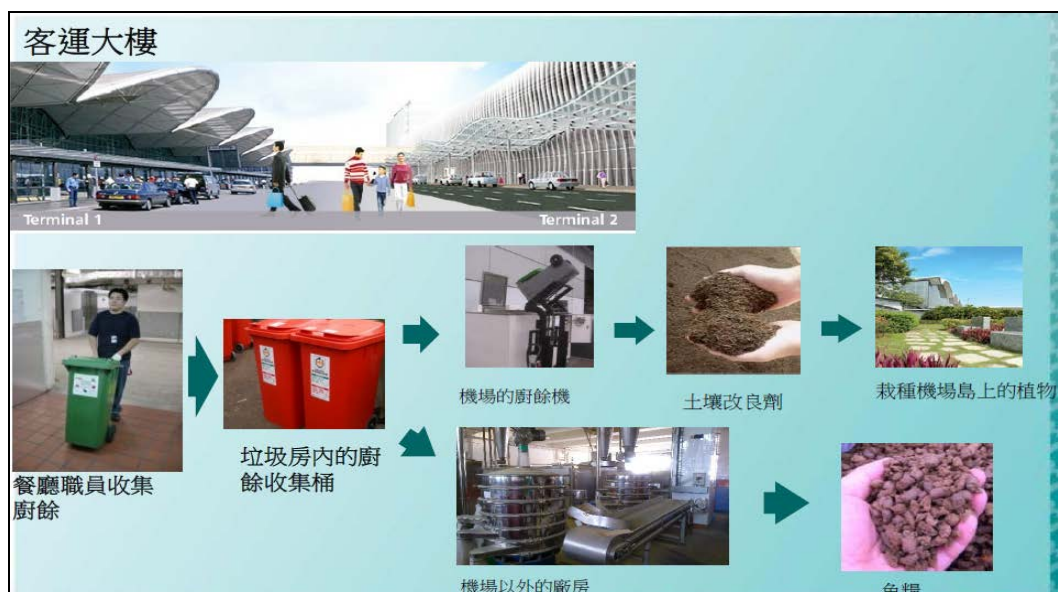 客運大樓
Terminal 1
Terminal 2
餐廳職員收集
廚餘
垃圾房內的廚
餘收集桶
機場的廚餘機
土壤改良劑
栽種機場島上的植物
機場以外的廠房
魚糧